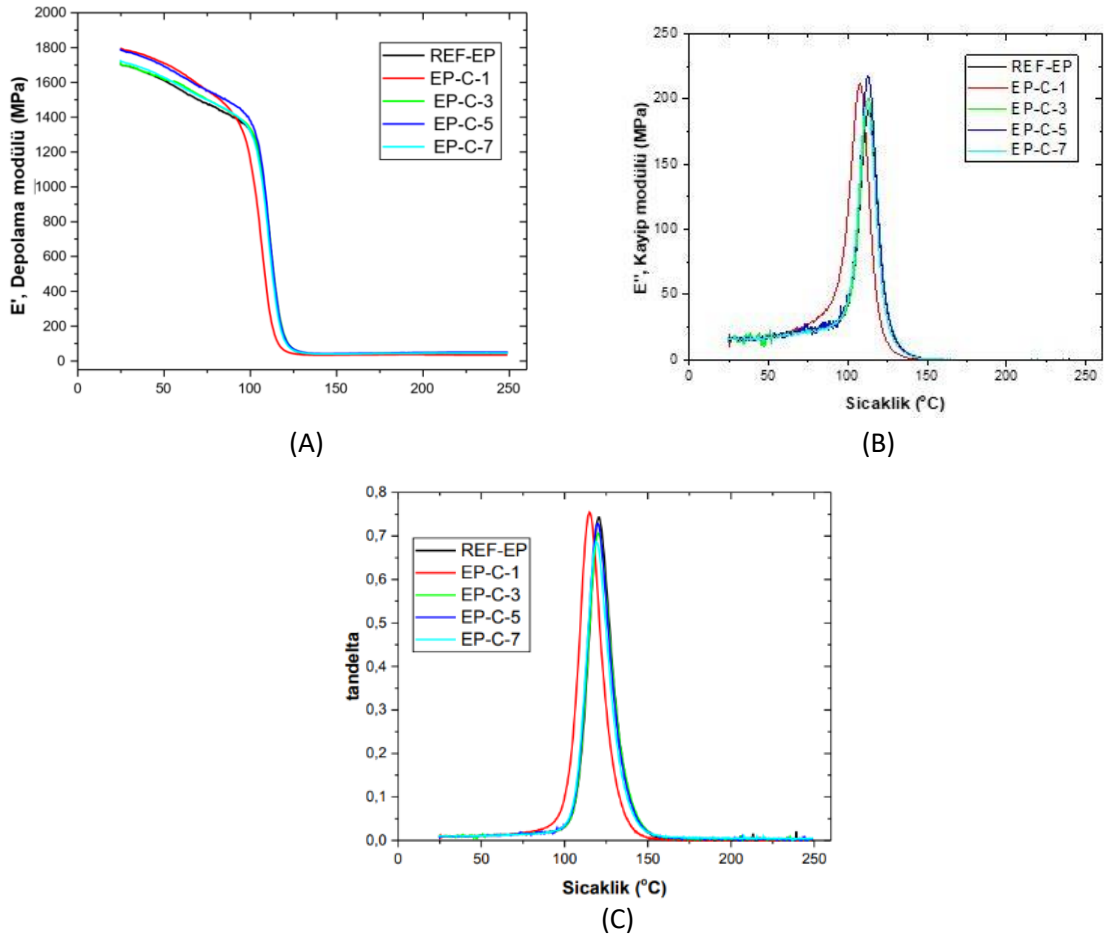 2000
1800
1600
1400
1200
1000
800
600
400
200
0
E', Depolama modülü (MPa)
REF-EP
EP-C-1
EP-C-3
EP-C-5
EP-C-7
0 50 100 150 200 250
(A)
250
200
150
100
50
0
E'', Kayip modülü (MPa)
REF-EP
EP-C-1
EP-C-3
EP-C-5
EP-C-7
0 50 100 150 200 250
Sicaklik (°C)
(B)
0,8
0,7
0,6
0,5
0,4
0,3
0,2
0,1
0,0
tandelta
REF-EP
EP-C-1
EP-C-3
EP-C-5
EP-C-7
0 50 100 150 200 250
Sicaklik (°C)
(C)